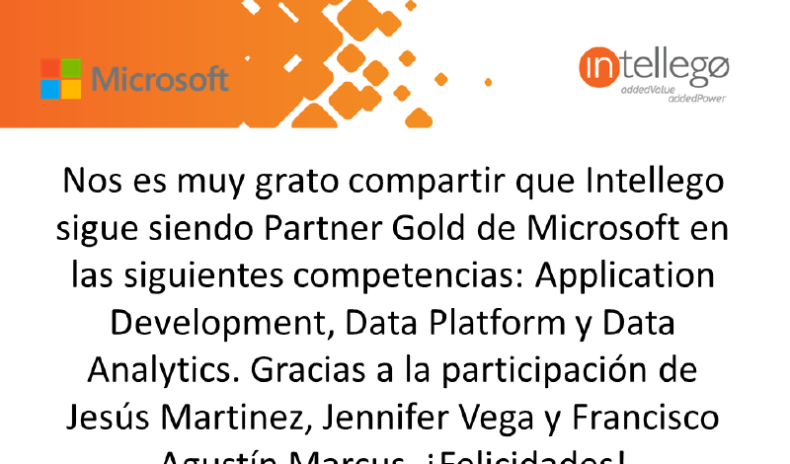 Microsoft
intellego
addedValue
addedPower
Nos es muy grato compartir que Intellego
sigue siendo Partner Gold de Microsoft en
las siguientes competencias: Application
Development, Data Platform y Data
Analytics. Gracias a la participación de
Jesús Martinez, Jennifer Vega y Francisco
Agustín Marcus. ¡Felicidades!